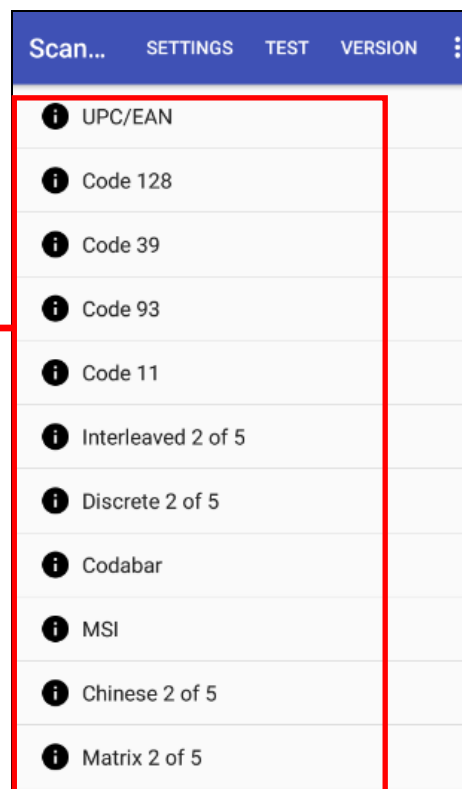 Scan... SETTINGS TEST VERSION
UPC/EAN
Code 128
Code 39
Code 93
Code 11
Interleaved 2 of 5
Discrete 2 of 5
Codabar
MSI
Chinese 2 of 5
Matrix 2 of 5